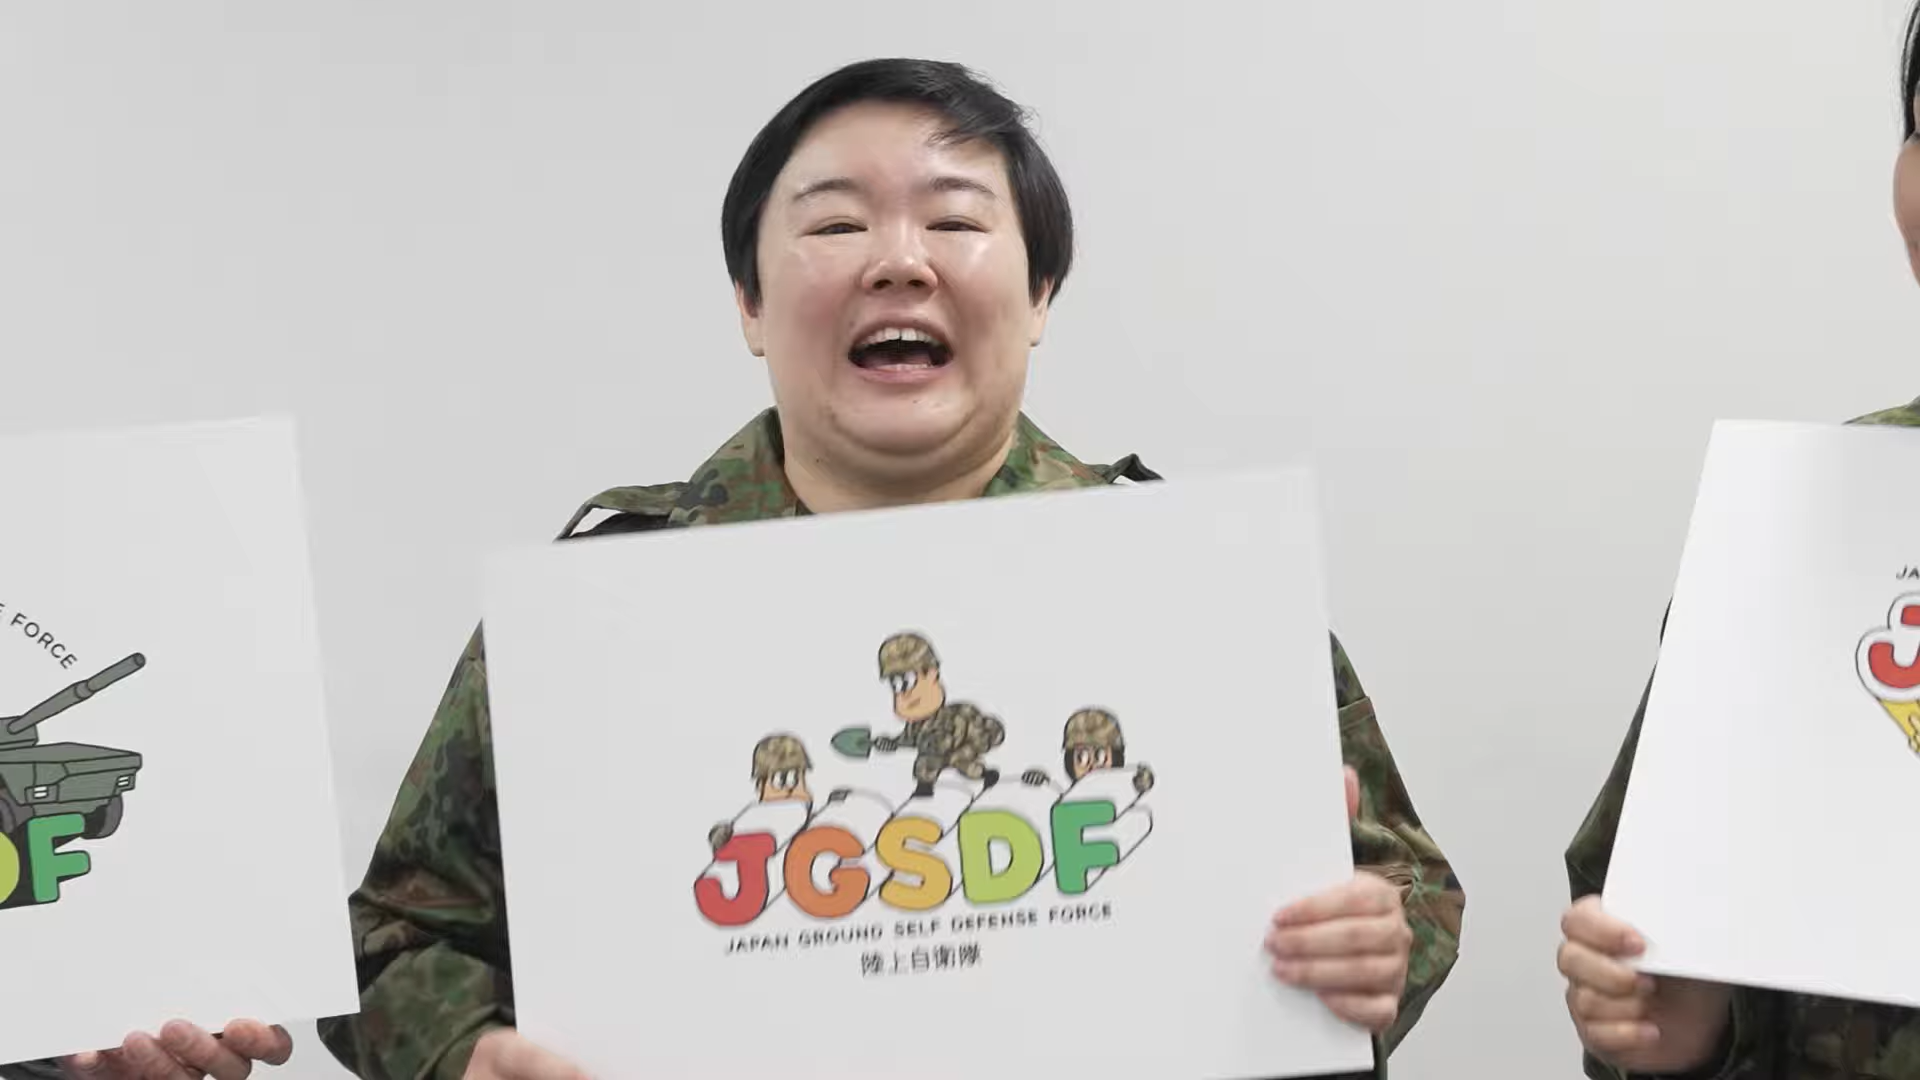 E FORCE
DF
JGSDF
JAPAN GROUND SELF DEFENSE FORCE
陸上自衛隊
JA
J